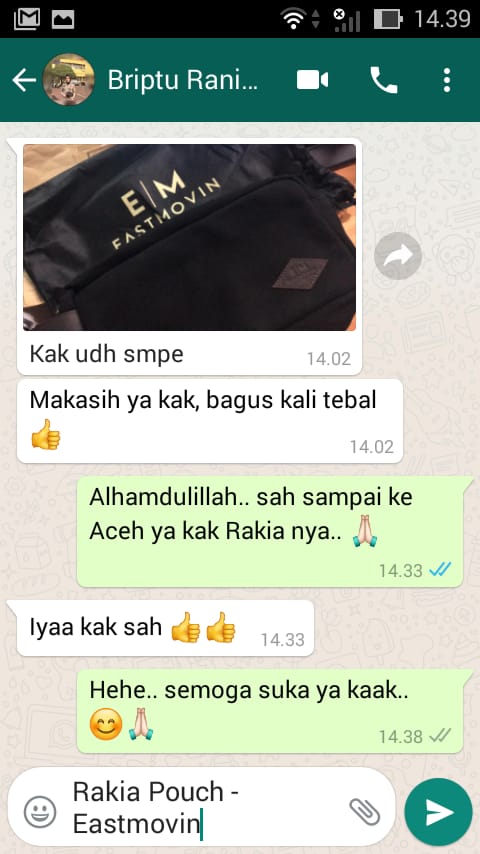 14.39
Briptu Rani...
E|M
EASTMOVIN
Kak udh smpe
14.02
Makasih ya kak, bagus kali tebal
👍
14.02
Alhamdulillah.. sah sampai ke
Aceh ya kak Rakia nya.. 🙏🏻
14.33
Iyaa kak sah 👍👍
14.33
Hehe.. semoga suka ya kaak..
😊🙏🏻
14.38
Rakia Pouch -
Eastmovin